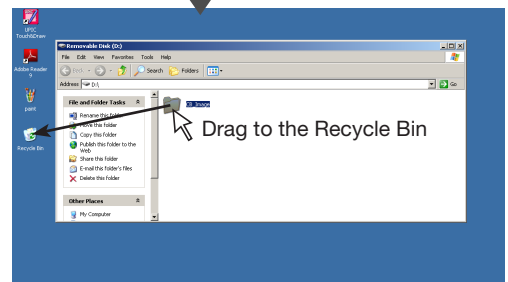 UPIC
Touch&Draw
Adobe Reader
9
paint
Recycle Bin
Removable Disk (D:)
File Edit View Favorites Tools Help
Back Search Folders
Address D:\ Go
File and Folder Tasks
Rename this folder
Move this folder
Copy this folder
Publish this folder to the
Web
Share this folder
E-mail this folder's files
Delete this folder
Other Places
My Computer
CB_Image
Drag to the Recycle Bin